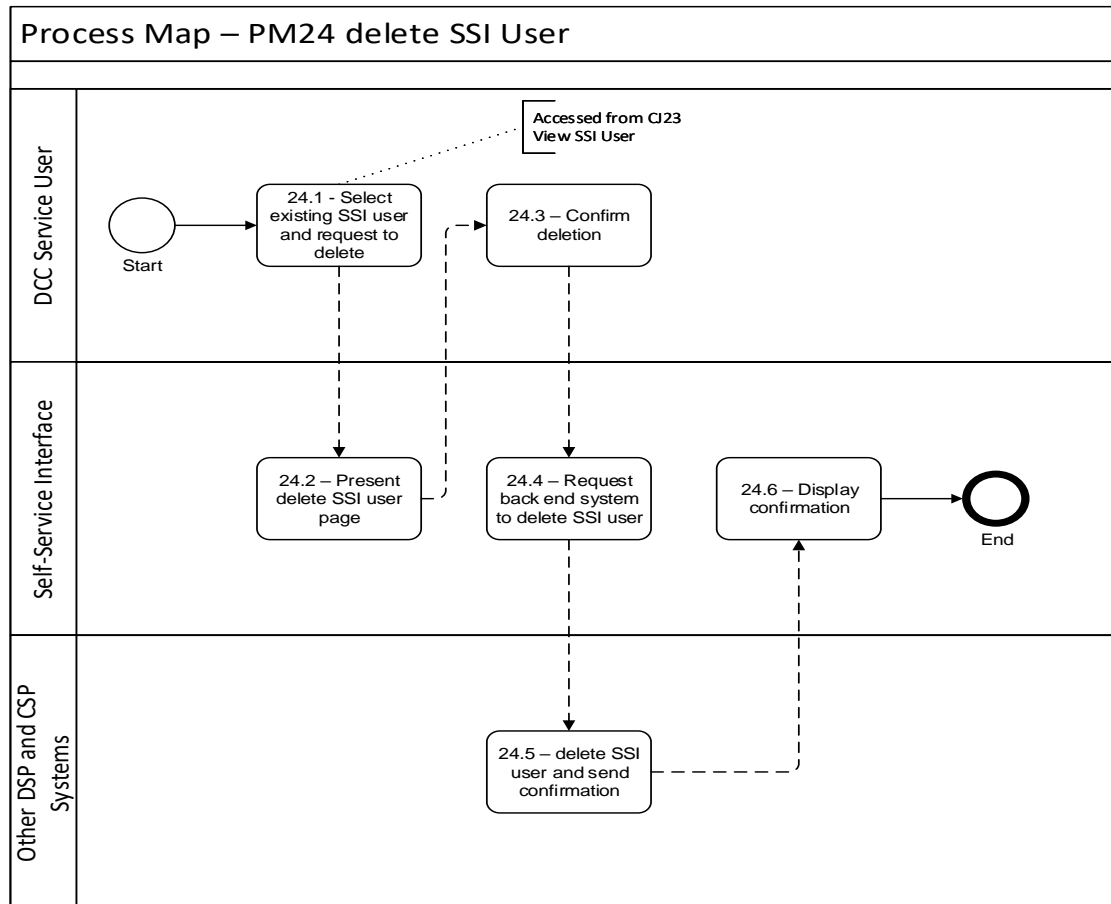 Process Map – PM24 delete SSI User
DCC Service User
Accessed from CJ23
View SSI User
Start
24.1 - Select
existing SSI user
and request to
delete
24.3 – Confirm
deletion
Self-Service Interface
24.2 – Present
delete SSI user
page
24.4 – Request
back end system
to delete SSI user
24.6 – Display
confirmation
End
Other DSP and CSP
Systems
24.5 – delete SSI
user and send
confirmation